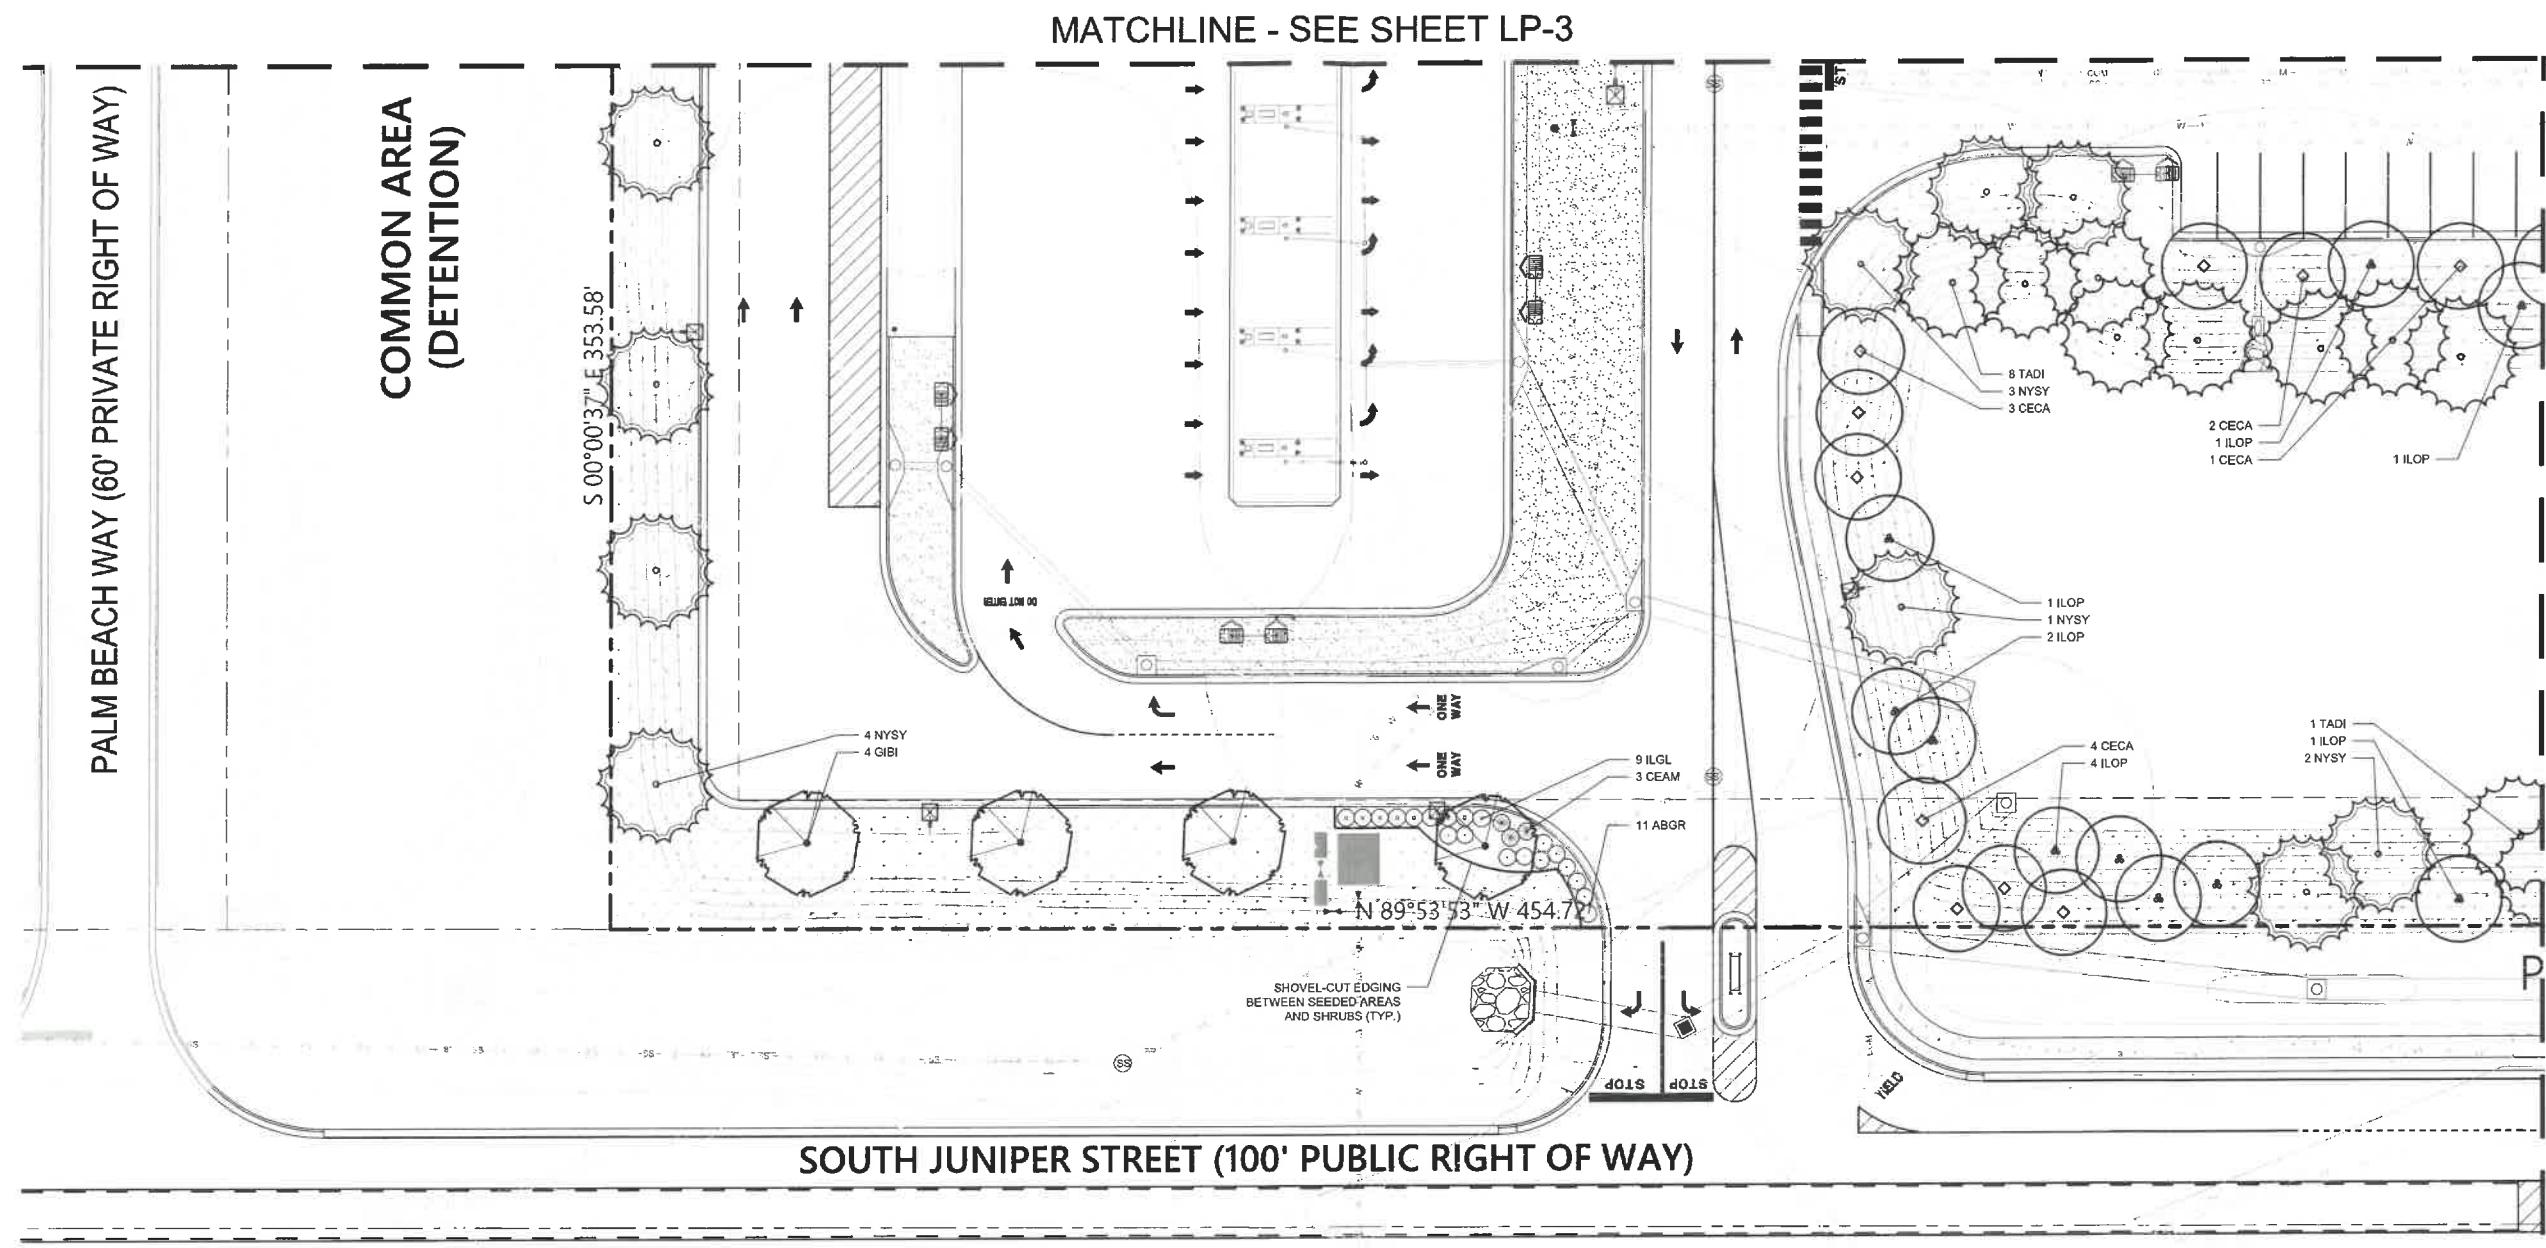 MATCHLINE - SEE SHEET LP-3
PALM BEACH WAY (60' PRIVATE RIGHT OF WAY)
COMMON AREA
(DETENTION)
S 00°00'37" E 353.58'
8 TADI
3 NYSY
3 CECA
2 CECA
1 ILOP
1 CECA
1 ILOP
DO NOT ENTER
1 ILOP
1 NYSY
2 ILOP
ONE
WAY
4 NYSY
4 GIBI
ONE
WAY
9 ILGL
3 CEAM
11 ABGR
4 CECA
4 ILOP
1 TADI
1 ILOP
2 NYSY
N 89°53'53" W 454.72'
SHOVEL-CUT EDGING
BETWEEN SEEDED AREAS
AND SHRUBS (TYP.)
P
SS
STOP
STOP
YIELD
SOUTH JUNIPER STREET (100' PUBLIC RIGHT OF WAY)